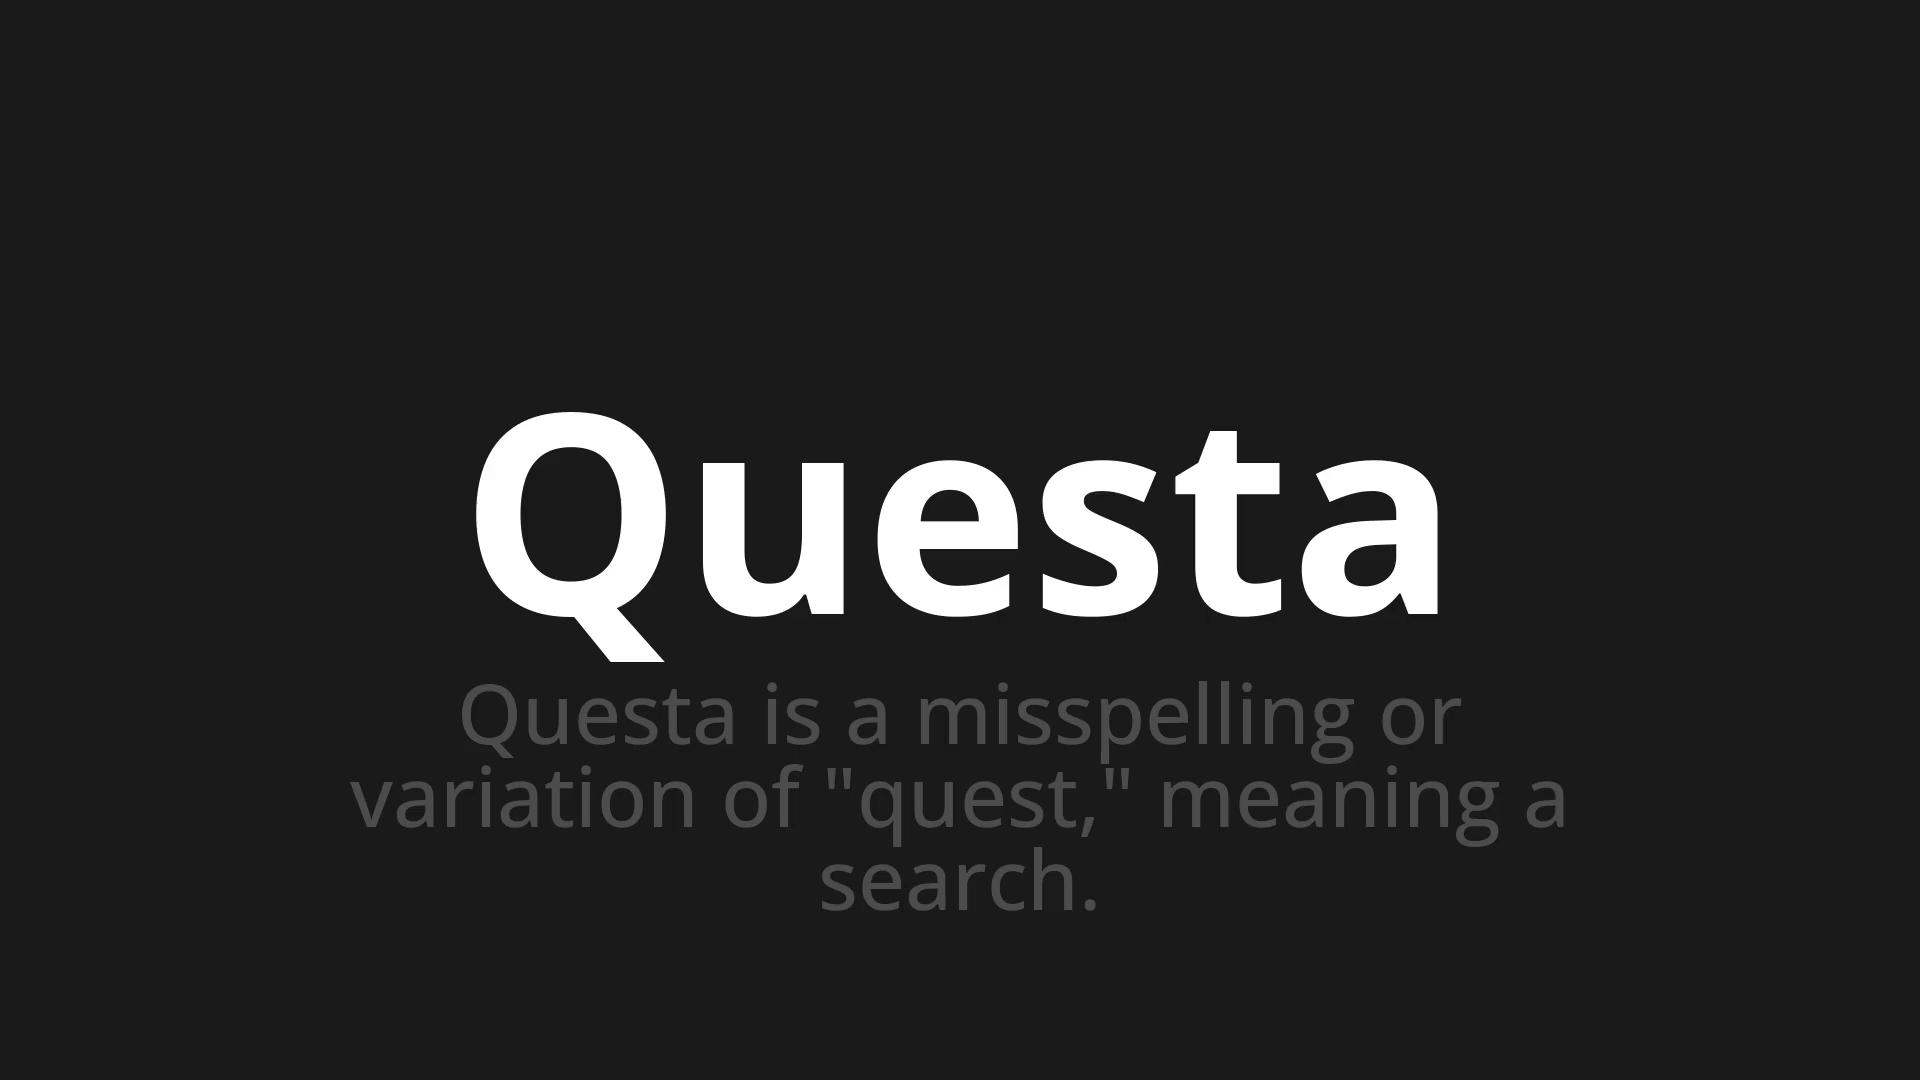 Questa
Questa is a misspelling or
variation of "quest," meaning a
search.